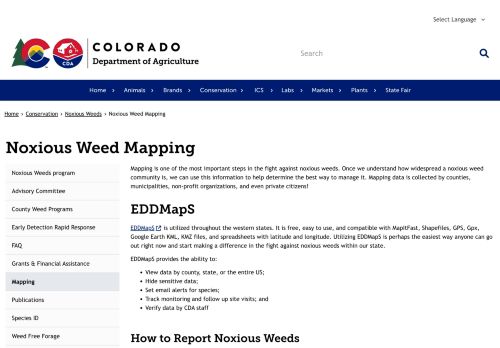 Select Language
COLORADO
Department of Agriculture
CDA
Search
Home › Animals › Brands › Conservation › ICS › Labs › Markets › Plants › State Fair
Home › Conservation › Noxious Weeds › Noxious Weed Mapping
Noxious Weed Mapping
Noxious Weeds program
Advisory Committee
County Weed Programs
Early Detection Rapid Response
FAQ
Grants & Financial Assistance
Mapping
Publications
Species ID
Weed Free Forage
Mapping is one of the most important steps in the fight against noxious weeds. Once we understand how widespread a noxious weed
community is, we can use this information to help determine the best way to manage it. Mapping data is collected by counties,
municipalities, non-profit organizations, and even private citizens!
EDDMapS
EDDMapS is utilized throughout the western states. It is free, easy to use, and compatible with MapItFast, Shapefiles, GPS, Gpx,
Google Earth KML, KMZ files, and spreadsheets with latitude and longitude. Utilizing EDDMapS is perhaps the easiest way anyone can go
out right now and start making a difference in the fight against noxious weeds within our state.
EDDMapS provides the ability to:
• View data by county, state, or the entire US;
• Hide sensitive data;
• Set email alerts for species;
• Track monitoring and follow up site visits; and
• Verify data by CDA staff
How to Report Noxious Weeds